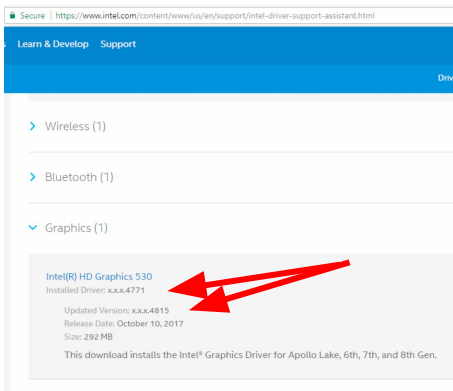 Secure | https://www.intel.com/content/www/us/en/support/intel-driver-support-assistant.html
Learn & Develop Support
Wireless (1)
Bluetooth (1)
Graphics (1)
Intel(R) HD Graphics 530
Installed Driver: x.x.x.4771
Updated Version: x.x.x.4815
Release Date: October 10, 2017
Size: 292 MB
This download installs the Intel® Graphics Driver for Apollo Lake, 6th, 7th, and 8th Gen.